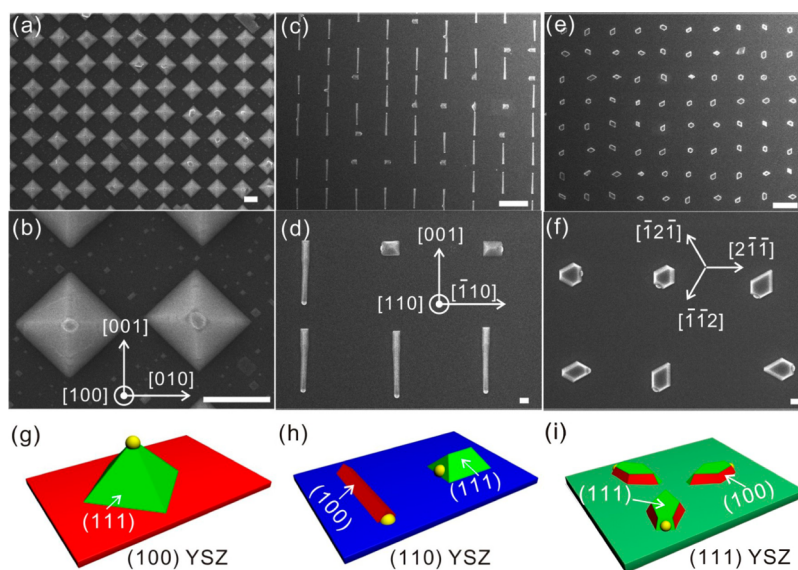 (a)
(c)
(e)
(b)
[001]
[100]
[010]
(d)
[001]
[110]
[1̄10]
(f)
[1̄21̄]
[21̄1̄]
[1̄1̄2]
(g)
(111)
(100) YSZ
(h)
(100)
(111)
(110) YSZ
(i)
(111)
(100)
(111) YSZ